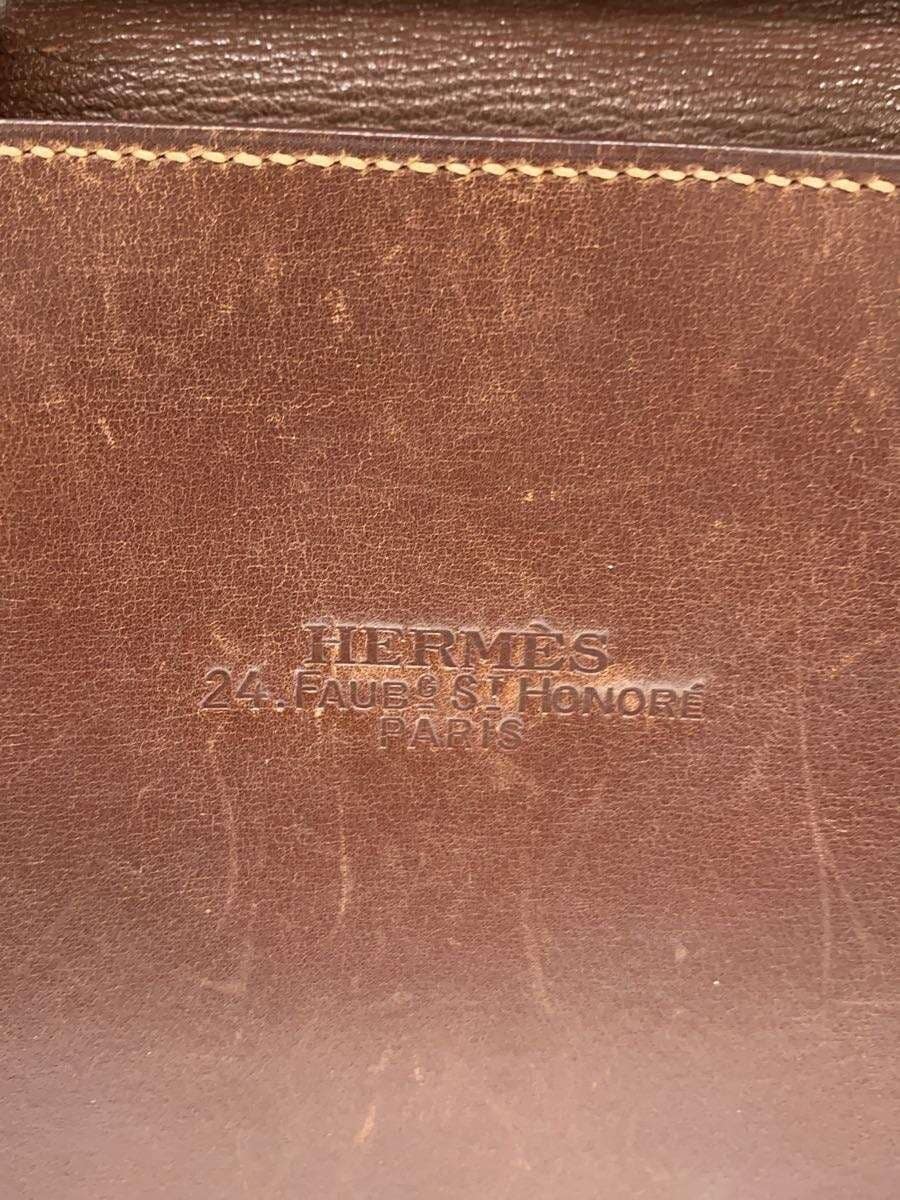 HERMÈS
24.FAUBG ST HONORÉ
PARIS